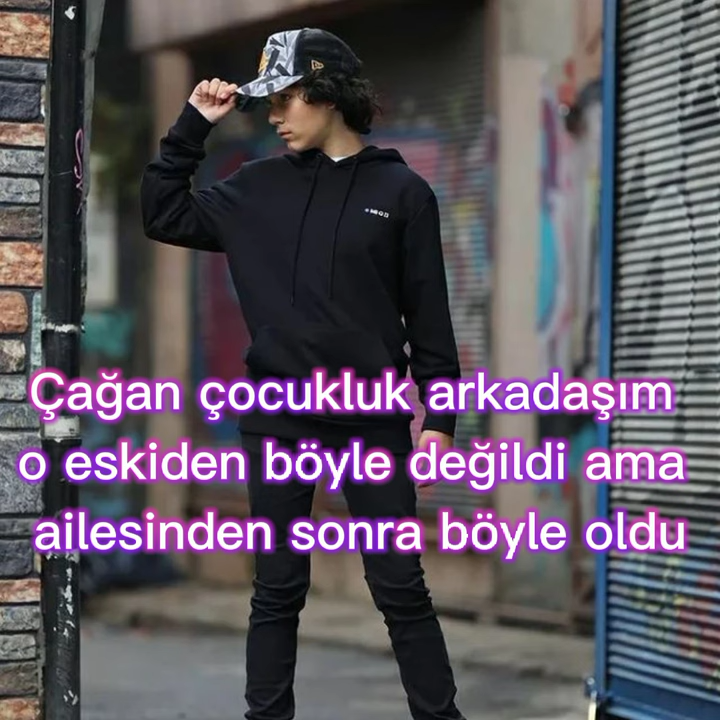 Çağan çocukluk arkadaşım
o eskiden böyle değildi ama
ailesinden sonra böyle oldu